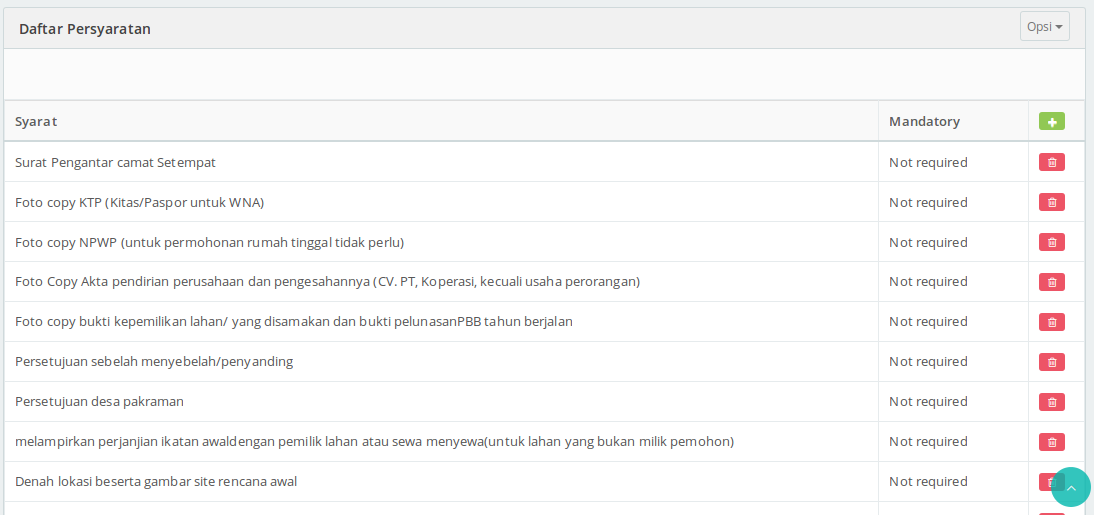 Daftar Persyaratan
Opsi
Syarat Mandatory
Surat Pengantar camat Setempat Not required
Foto copy KTP (Kitas/Paspor untuk WNA) Not required
Foto copy NPWP (untuk permohonan rumah tinggal tidak perlu) Not required
Foto Copy Akta pendirian perusahaan dan pengesahannya (CV. PT, Koperasi, kecuali usaha perorangan) Not required
Foto copy bukti kepemilikan lahan/ yang disamakan dan bukti pelunasanPBB tahun berjalan Not required
Persetujuan sebelah menyebelah/penyanding Not required
Persetujuan desa pakraman Not required
melampirkan perjanjian ikatan awaldengan pemilik lahan atau sewa menyewa(untuk lahan yang bukan milik pemohon) Not required
Denah lokasi beserta gambar site rencana awal Not required